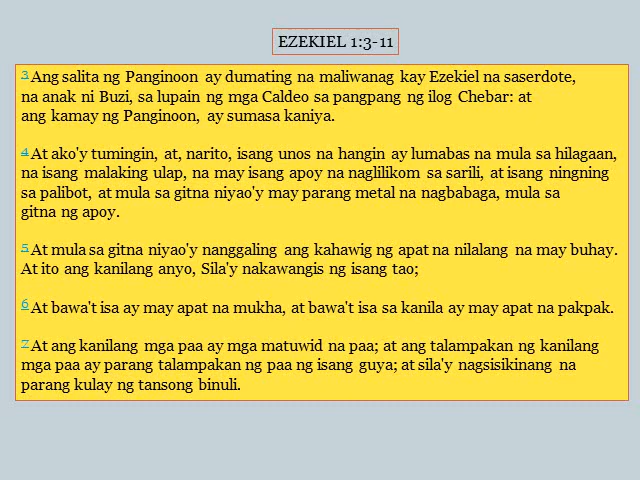 EZEKIEL 1:3-11
3 Ang salita ng Panginoon ay dumating na maliwanag kay Ezekiel na saserdote,
na anak ni Buzi, sa lupain ng mga Caldeo sa pangpang ng ilog Chebar: at
ang kamay ng Panginoon, ay sumasa kaniya.
4 At ako'y tumingin, at, narito, isang unos na hangin ay lumabas na mula sa hilagaan,
na isang malaking ulap, na may isang apoy na naglilikom sa sarili, at isang ningning
sa palibot, at mula sa gitna niyao'y may parang metal na nagbabaga, mula sa
gitna ng apoy.
5 At mula sa gitna niyao'y nanggaling ang kahawig ng apat na nilalang na may buhay.
At ito ang kanilang anyo, Sila'y nakawangis ng isang tao;
6 At bawa't isa ay may apat na mukha, at bawa't isa sa kanila ay may apat na pakpak.
7 At ang kanilang mga paa ay mga matuwid na paa; at ang talampakan ng kanilang
mga paa ay parang talampakan ng paa ng isang guya; at sila'y nagsisikinang na
parang kulay ng tansong binuli.